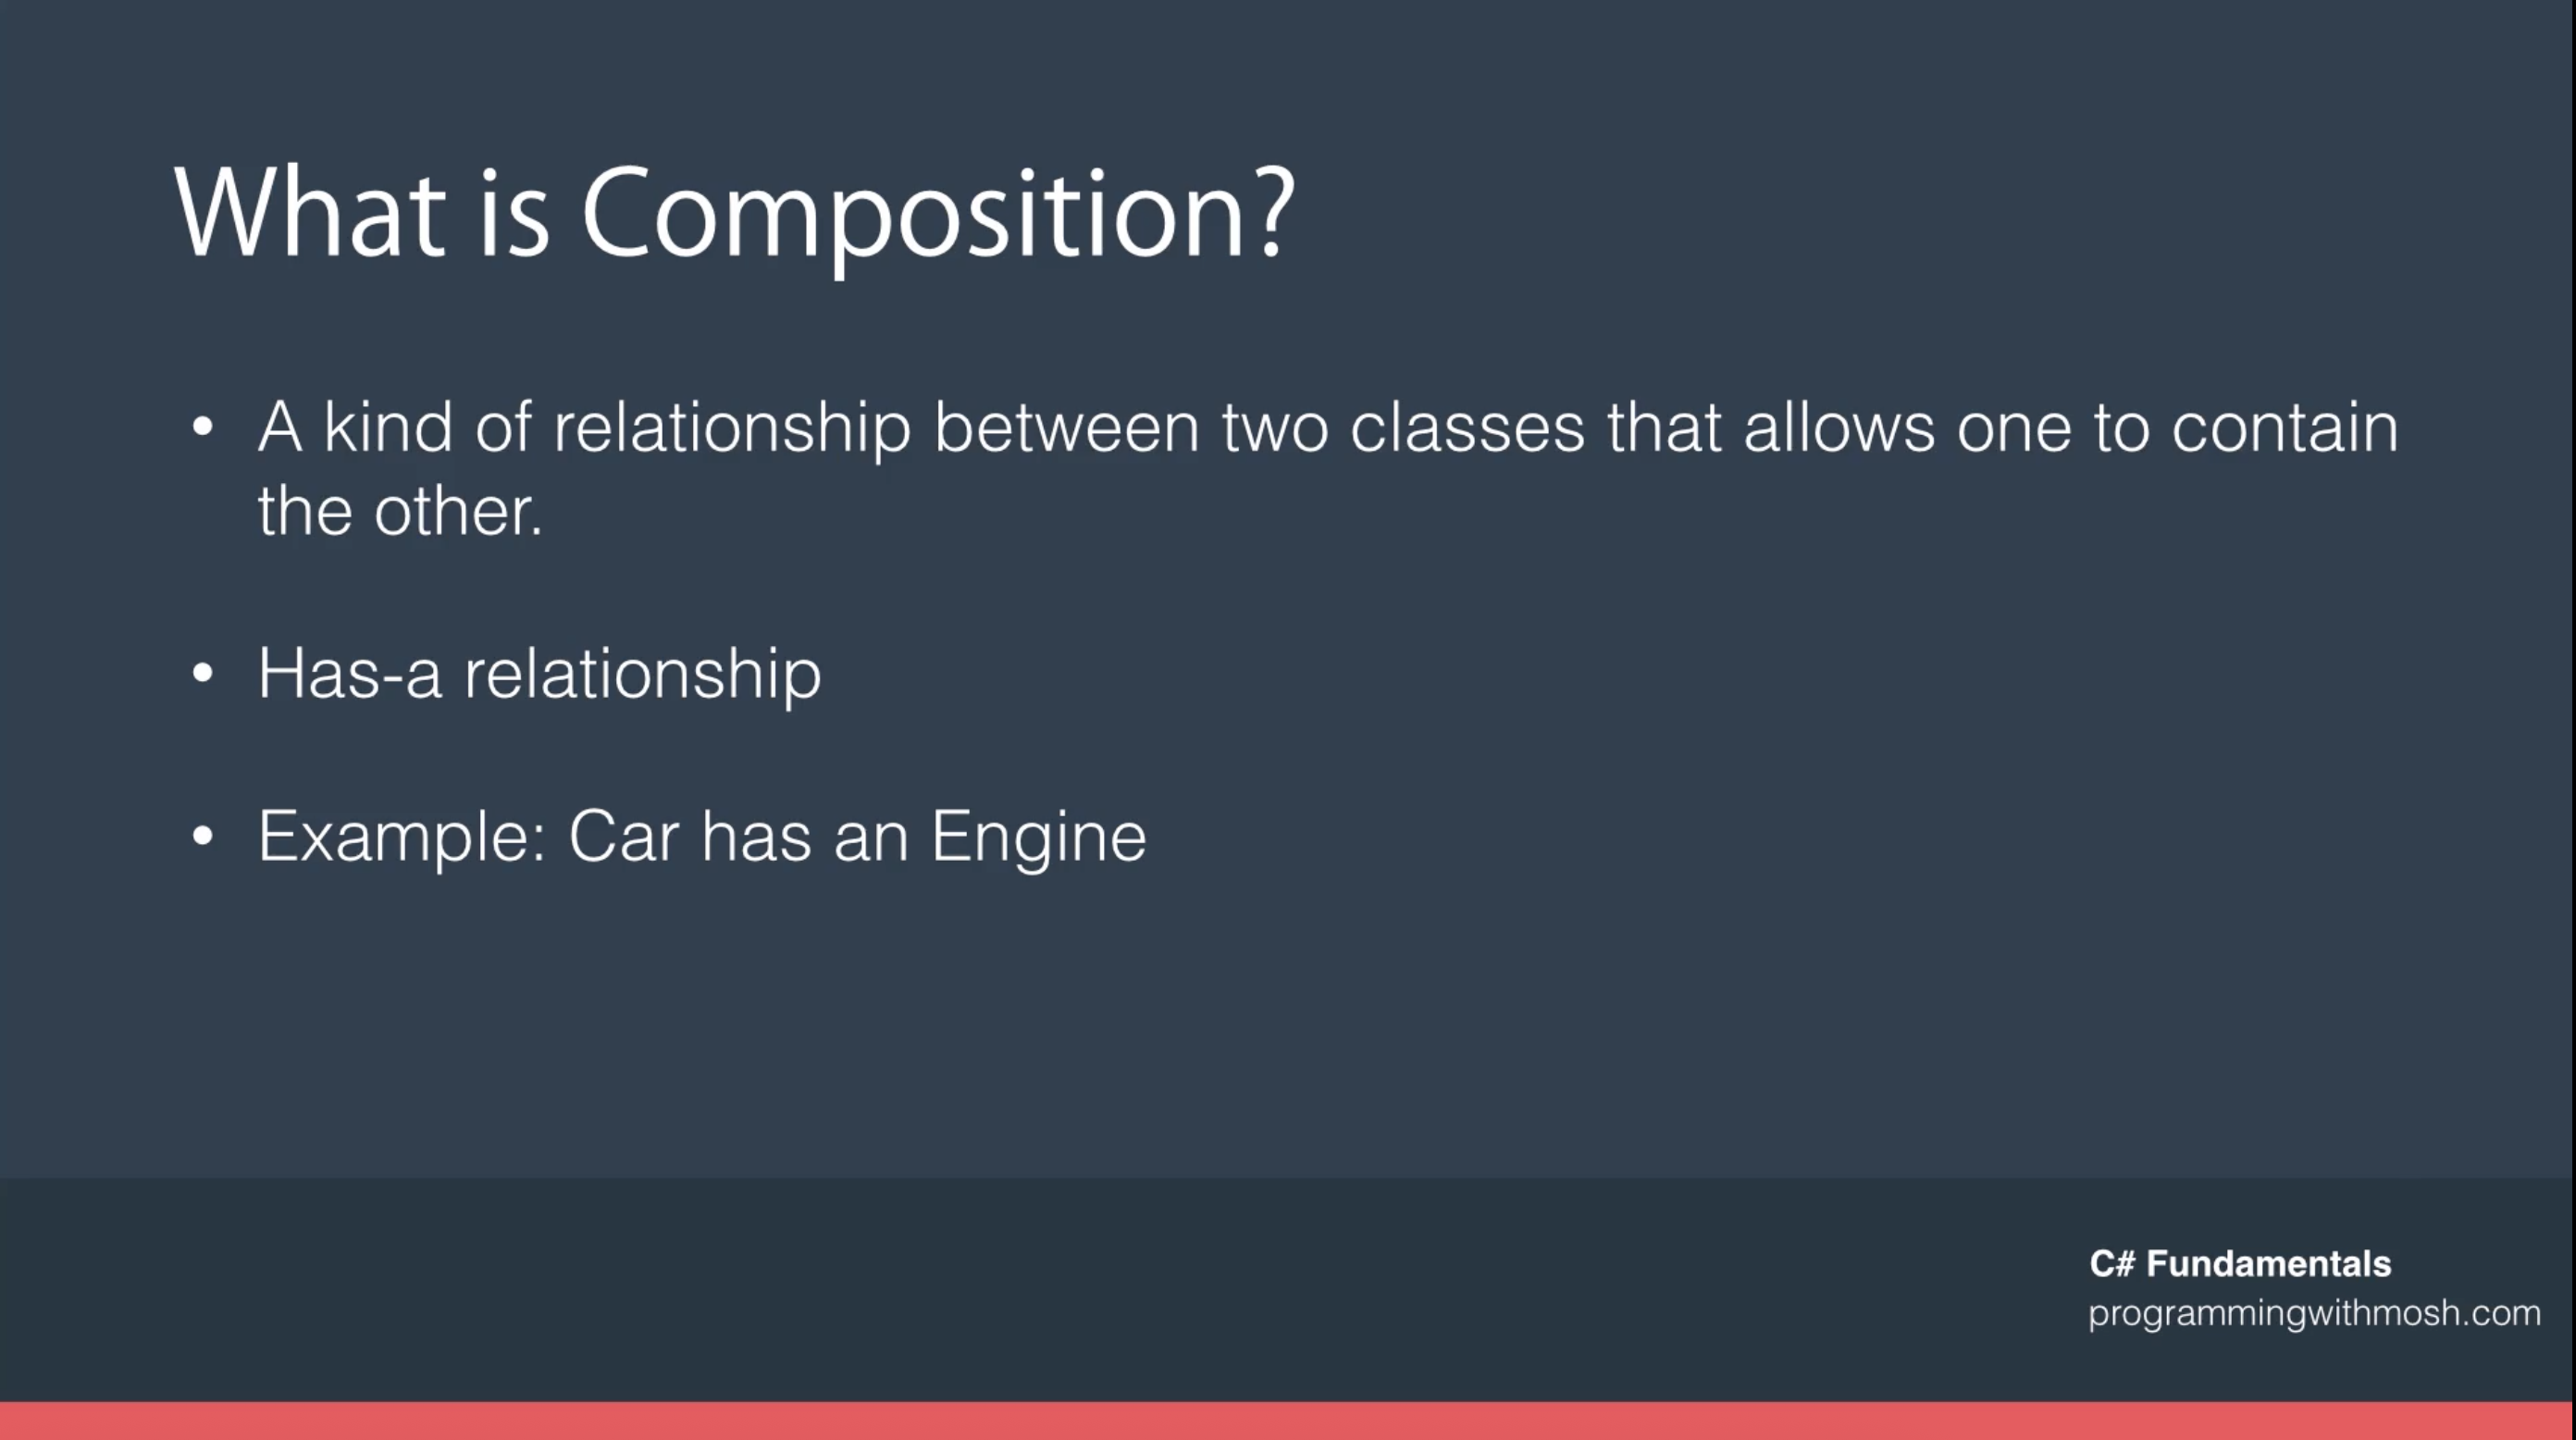 What is Composition?
• A kind of relationship between two classes that allows one to contain
the other.
• Has-a relationship
• Example: Car has an Engine
C# Fundamentals
programmingwithmosh.com